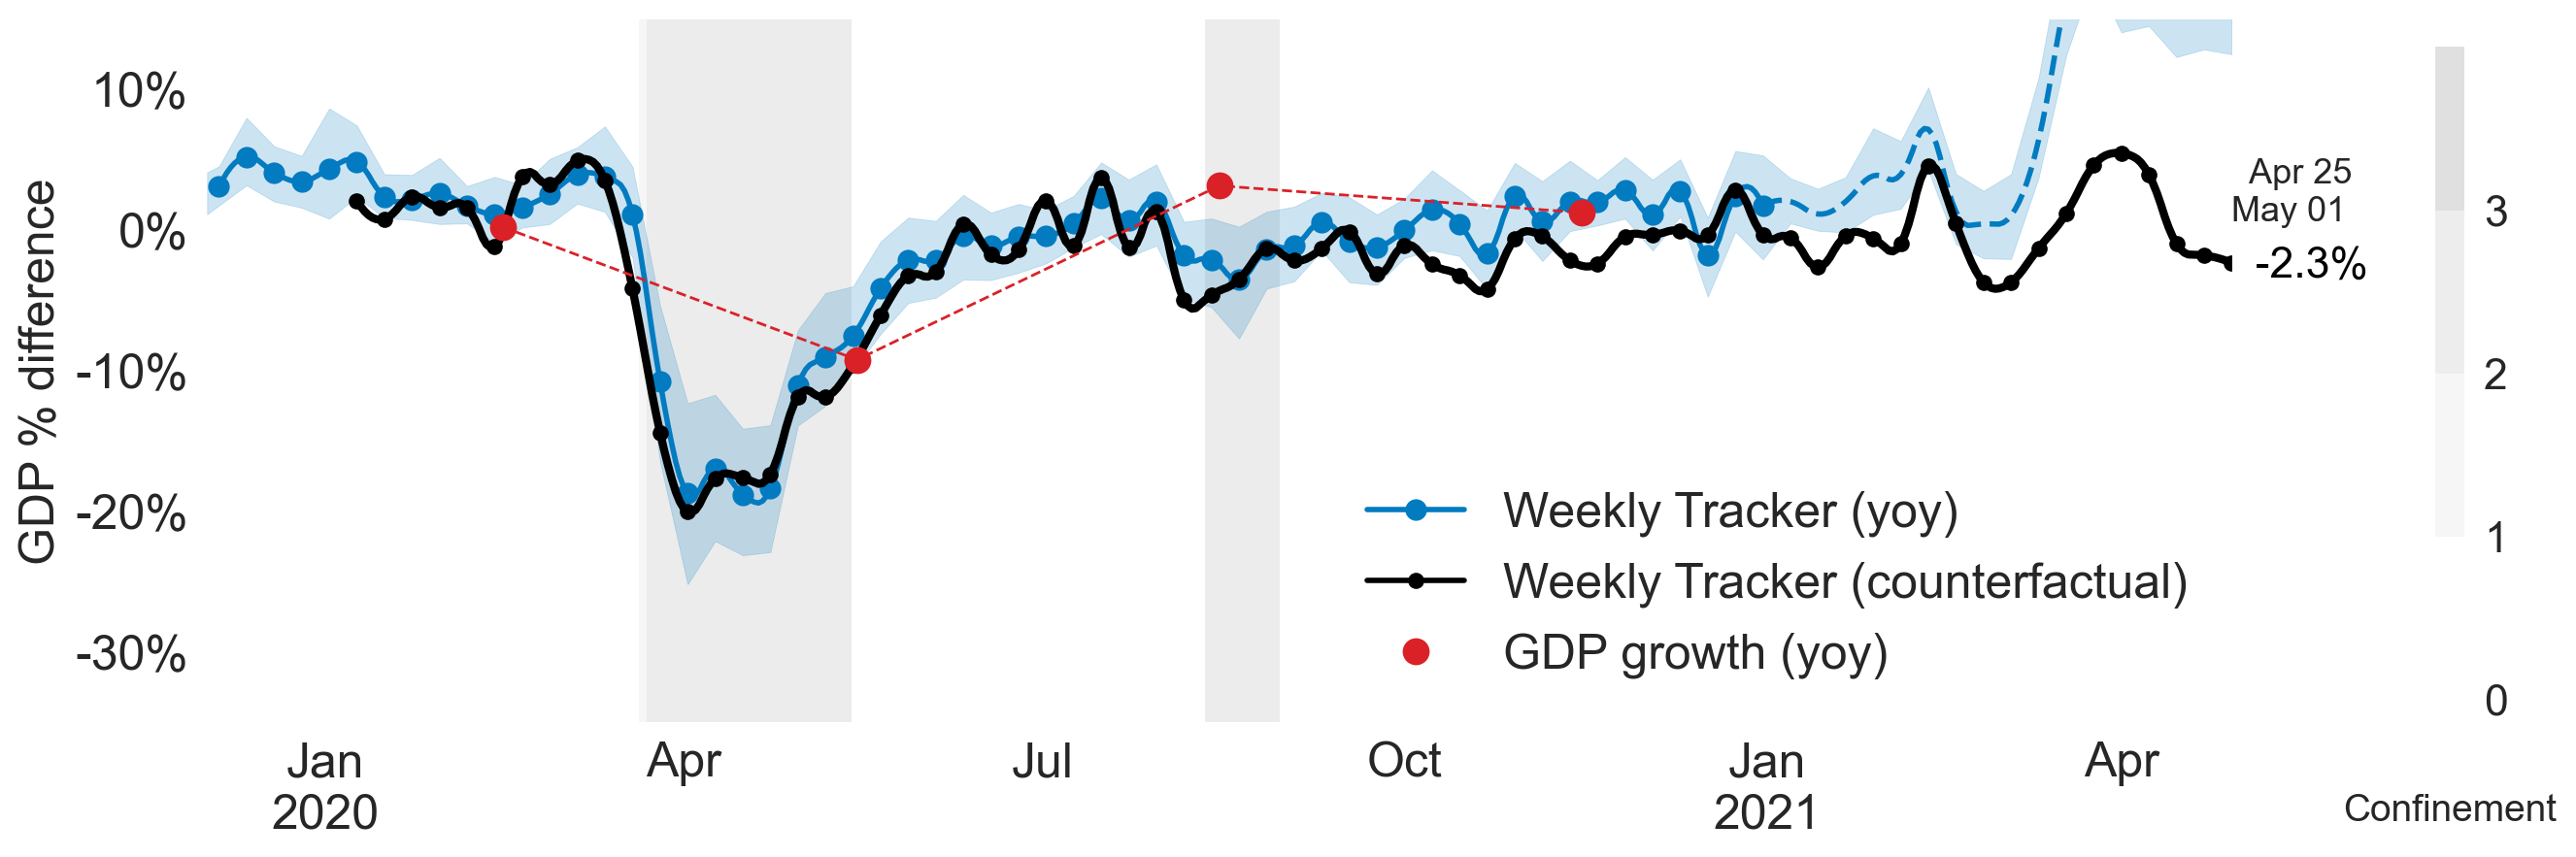 GDP % difference
10%
0%
-10%
-20%
-30%
Jan
2020
Apr
Jul
Oct
Jan
2021
Apr
Weekly Tracker (yoy)
Weekly Tracker (counterfactual)
GDP growth (yoy)
Apr 25
May 01
-2.3%
3
2
1
0
Confinement